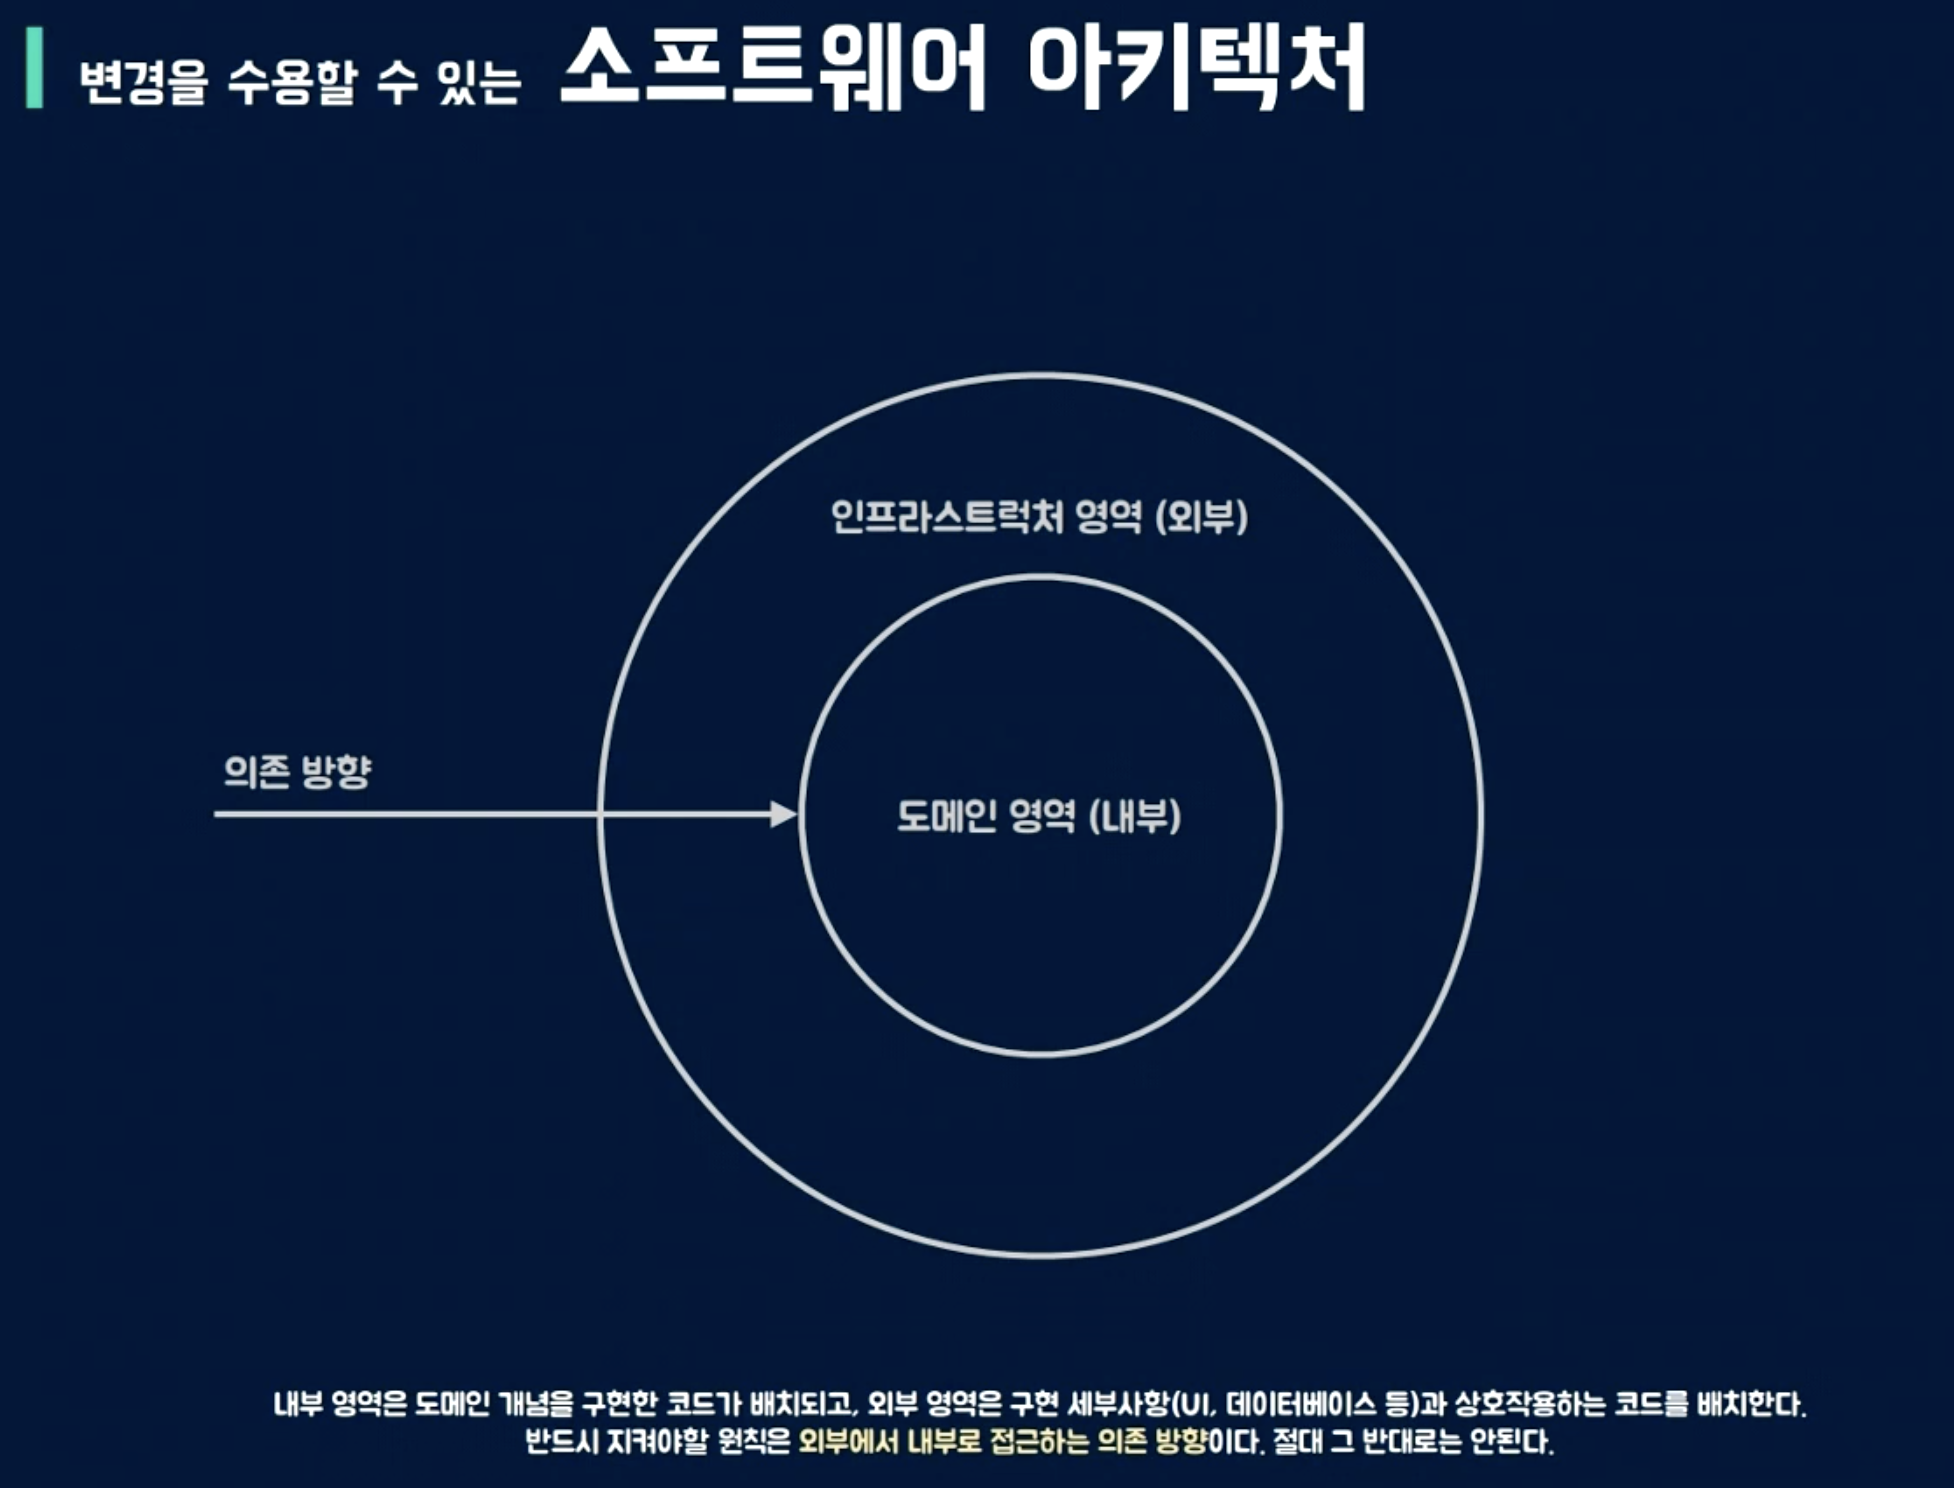 변경을 수용할 수 있는 소프트웨어 아키텍처
인프라스트럭처 영역 (외부)
의존 방향
도메인 영역 (내부)
내부 영역은 도메인 개념을 구현한 코드가 배치되고, 외부 영역은 구현 세부사항(UI, 데이터베이스 등)과 상호작용하는 코드를 배치한다.
반드시 지켜야할 원칙은 외부에서 내부로 접근하는 의존 방향이다. 절대 그 반대로는 안된다.